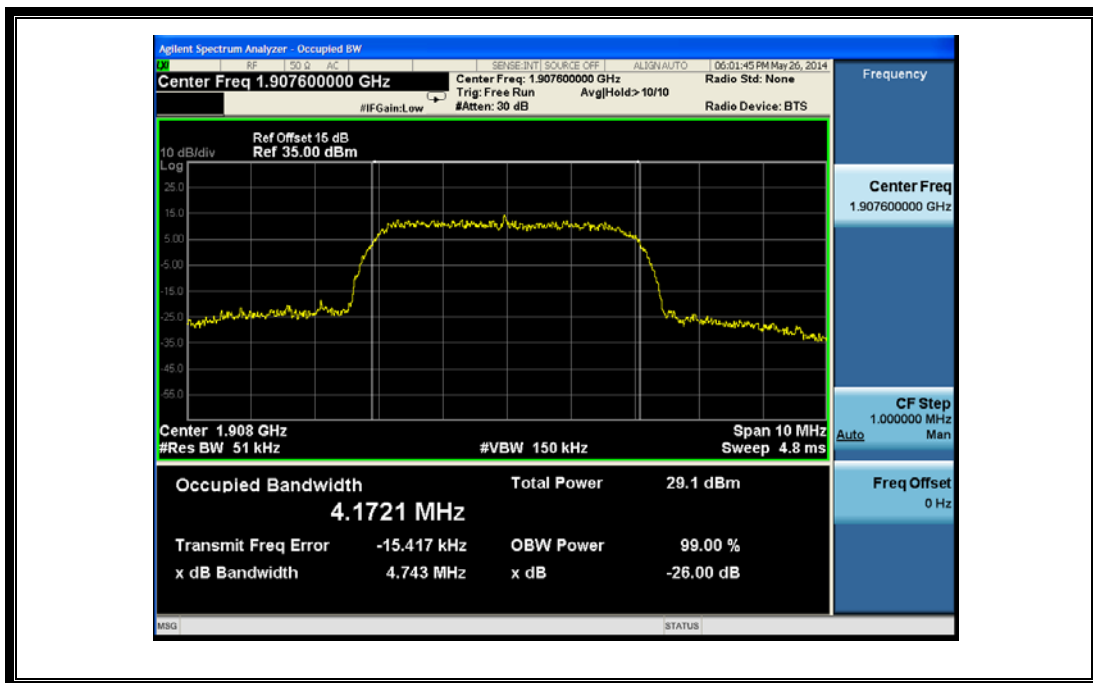 Agilent Spectrum Analyzer - Occupied BW
LXI RF 50 Ω AC SENSE:INT SOURCE OFF ALIGNAUTO 06:01:45 PM May 26, 2014
Center Freq 1.907600000 GHz
Center Freq: 1.907600000 GHz
Radio Std: None
Trig: Free Run Avg|Hold:>10/10
#IFGain:Low
#Atten: 30 dB
Radio Device: BTS
Ref Offset 15 dB
10 dB/div Ref 35.00 dBm
Log
25.0
15.0
5.00
-5.00
-15.0
-25.0
-35.0
-45.0
-55.0
Center 1.908 GHz
Span 10 MHz
#Res BW 51 kHz
#VBW 150 kHz
Sweep 4.8 ms
Occupied Bandwidth
Total Power 29.1 dBm
4.1721 MHz
Transmit Freq Error -15.417 kHz OBW Power 99.00 %
x dB Bandwidth 4.743 MHz x dB -26.00 dB
MSG
STATUS
Frequency
Center Freq
1.907600000 GHz
CF Step
1.000000 MHz
Auto Man
Freq Offset
0 Hz